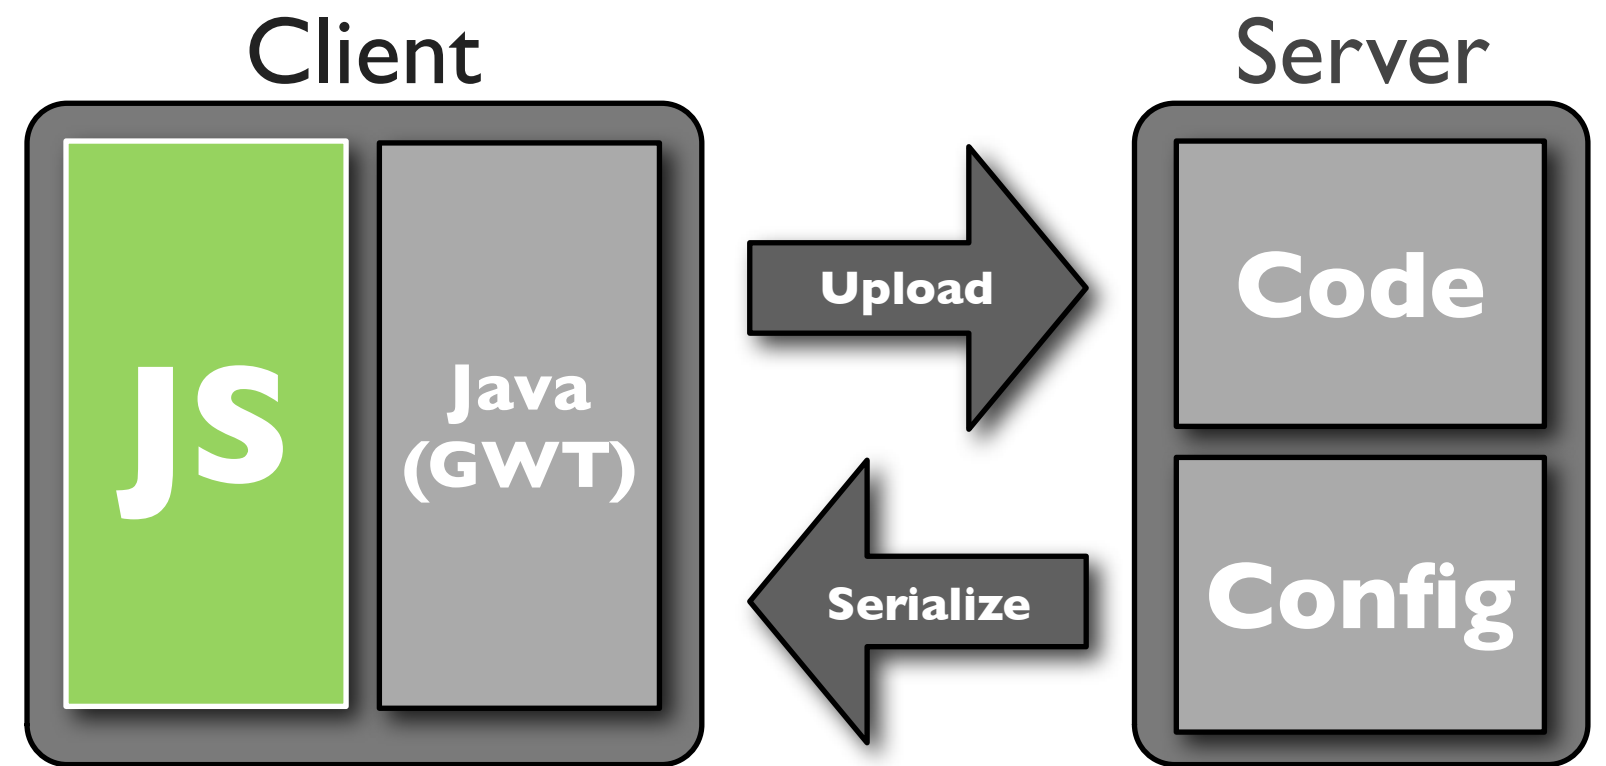 Client
Server
JS
Java
(GWT)
Upload
Serialize
Code
Config